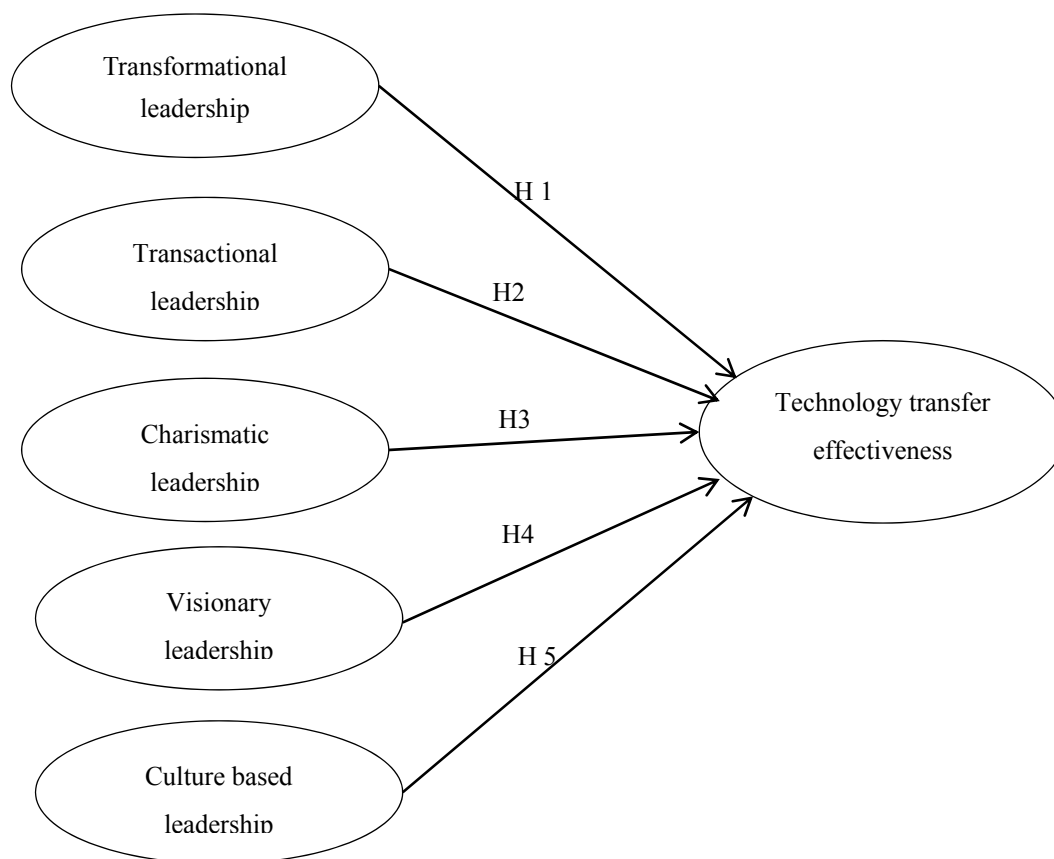 Transformational
leadership
H 1
Transactional
leadership
H2
Charismatic
leadership
H3
Technology transfer
effectiveness
Visionary
leadership
H4
Culture based
leadership
H 5